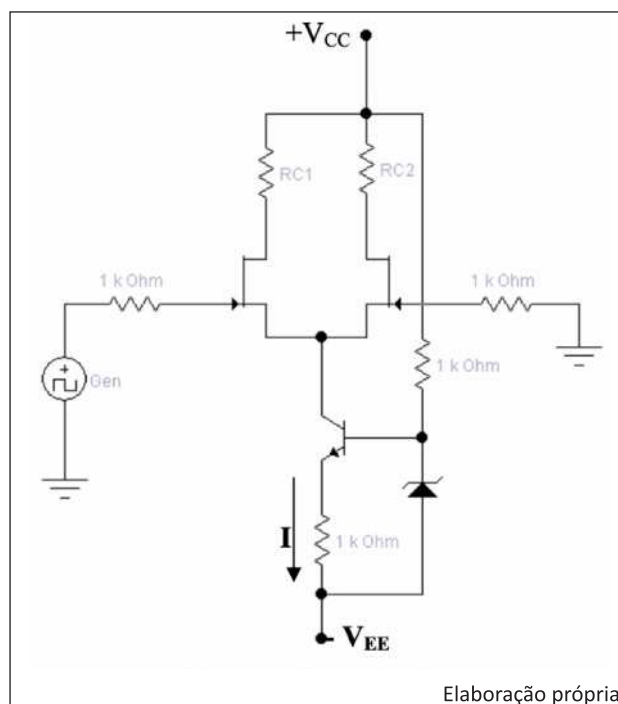 +VCC
RC1
RC2
1 k Ohm
1 k Ohm
Gen
1 k Ohm
I
1 k Ohm
- VEE
Elaboração própria